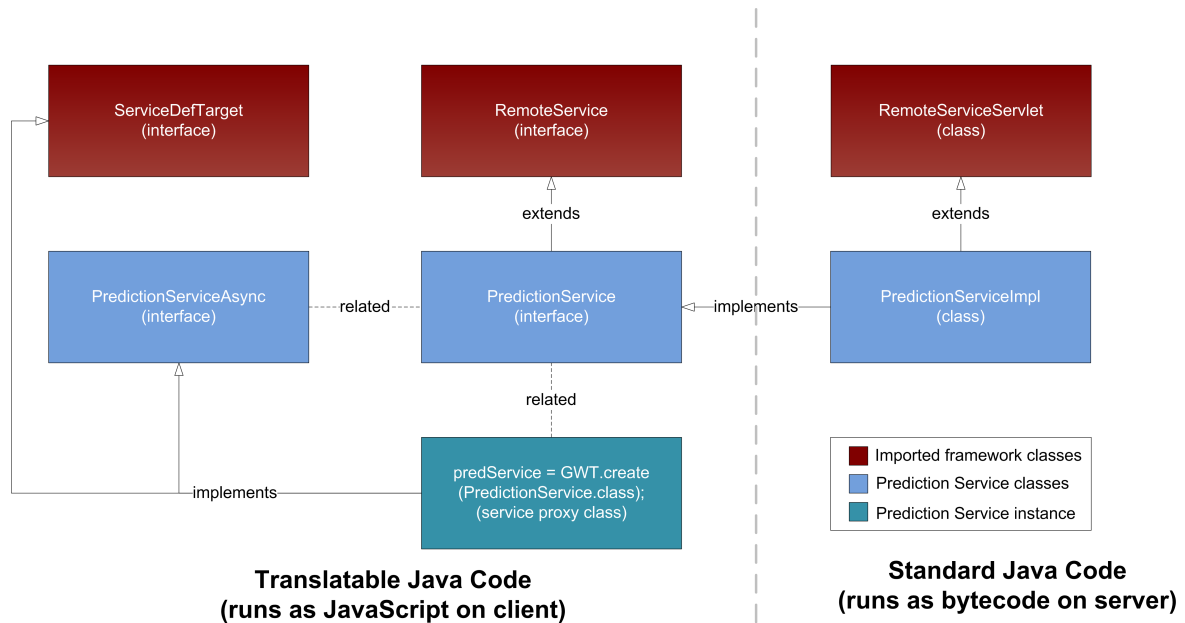 ServiceDefTarget
(interface)
RemoteService
(interface)
RemoteServiceServlet
(class)
extends
extends
PredictionServiceAsync
(interface)
related
PredictionService
(interface)
implements
PredictionServiceImpl
(class)
related
predService = GWT.create
(PredictionService.class);
(service proxy class)
implements
Imported framework classes
Prediction Service classes
Prediction Service instance
Translatable Java Code
(runs as JavaScript on client)
Standard Java Code
(runs as bytecode on server)